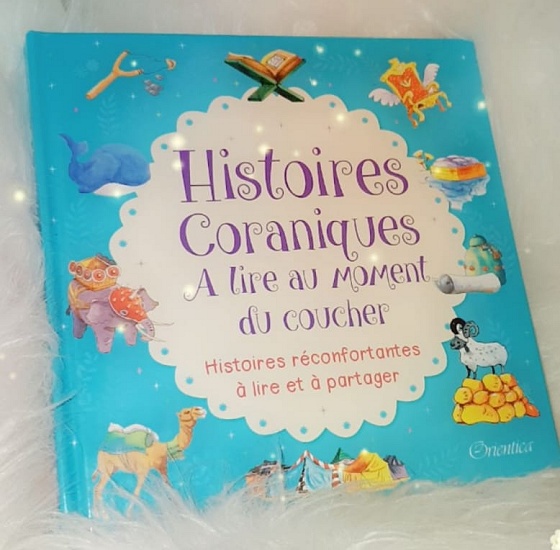 Histoires
Coraniques
A lire au moment
du coucher
Histoires réconfortantes
à lire et à partager
Orientica